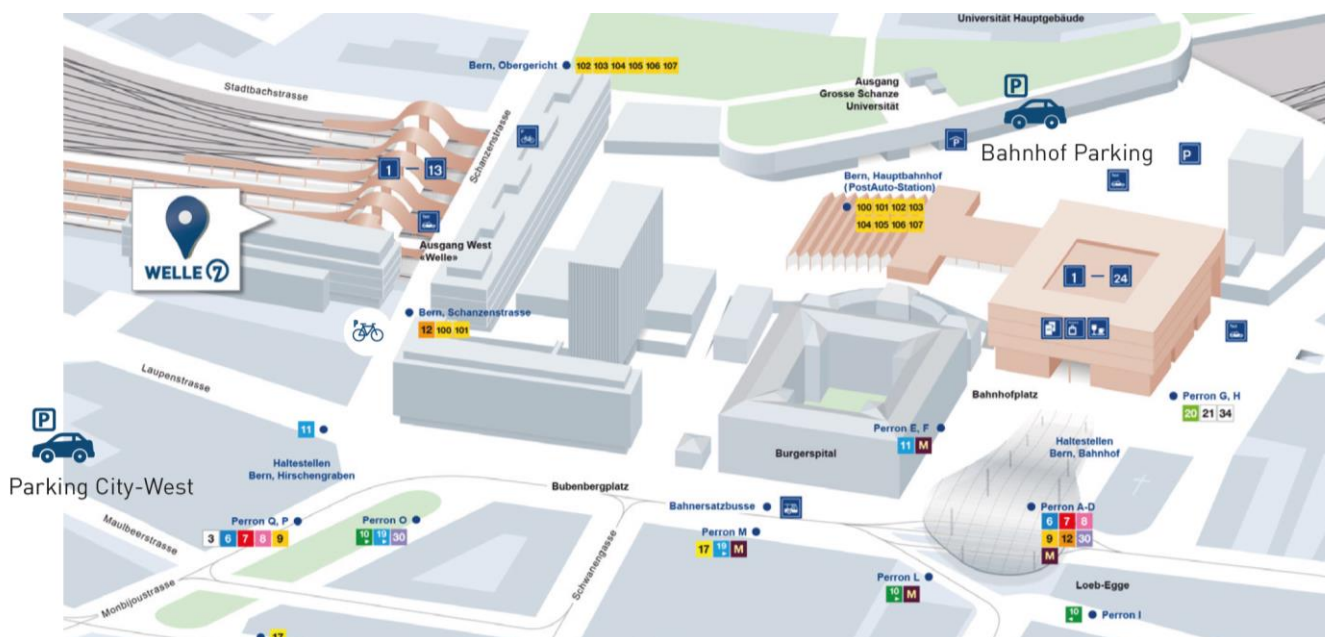 Universität Hauptgebäude
Bern, Obergericht
102 103 104 105 106 107
Stadtbachstrasse
Schanzenstrasse
Ausgang
Grosse Schanze
Universität
P
P
Bahnhof Parking
P
1 – 13
WELLE 7
Ausgang West
«Welle»
Bern, Hauptbahnhof
(PostAuto-Station)
100 101 102 103
104 105 106 107
1 – 24
Bern, Schanzenstrasse
12 100 101
Laupenstrasse
P
Parking City-West
11
Haltestellen
Bern, Hirschengraben
Bahnhofplatz
Perron G, H
20 21 34
Perron E, F
11 M
Burgerspital
Haltestellen
Bern, Bahnhof
Bubenbergplatz
Bahnersatzbusse
Maulbeerstrasse
Monbijoustrasse
Schwanengasse
Perron Q, P
3 6 7 8 9
Perron O
10 19 30
Perron M
17 19 M
Perron A-D
6 7 8
9 12 30
M
Perron L
10 M
Loeb-Egge
10
Perron I
17